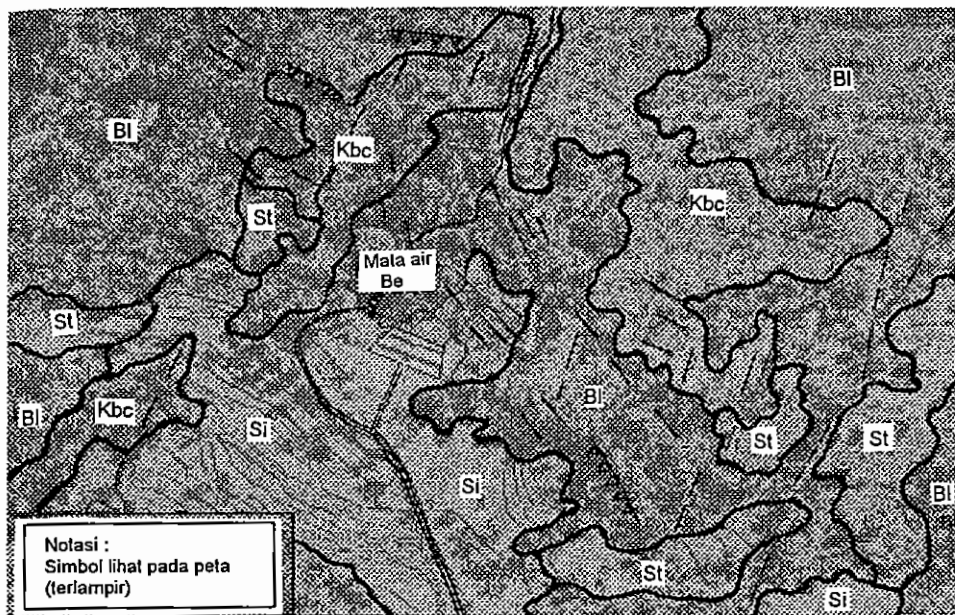 Bl
Bl
Kbc
Kbc
St
Mata air
Be
St
Bl
Kbc
Si
Bl
St
St
Si
Bl
St
Si
Notasi :
Simbol lihat pada peta
(terlampir)